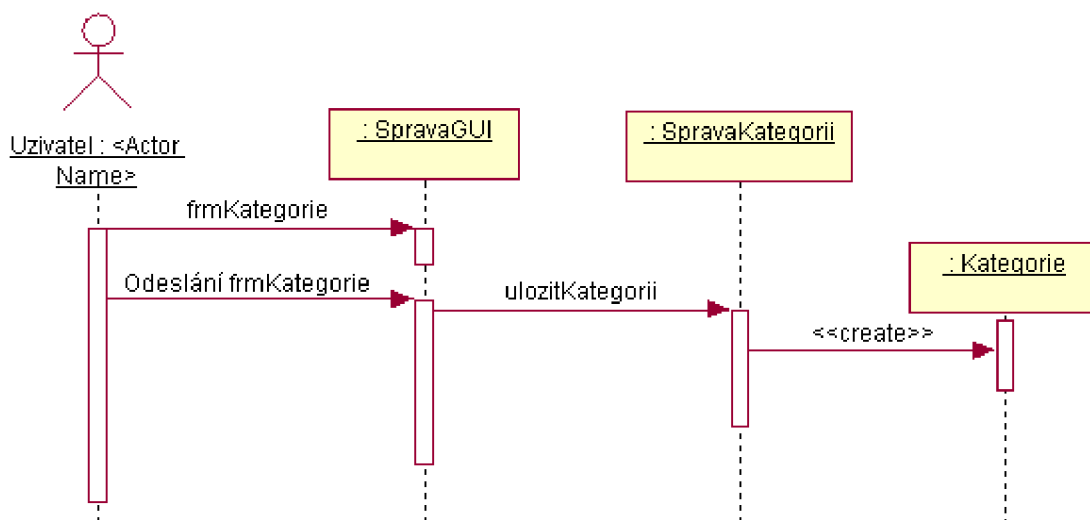 : SpravaGUI
: SpravaKategorii
Uzivatel : <Actor
Name>
frmKategorie
: Kategorie
Odeslání frmKategorie
ulozitKategorii
<<create>>